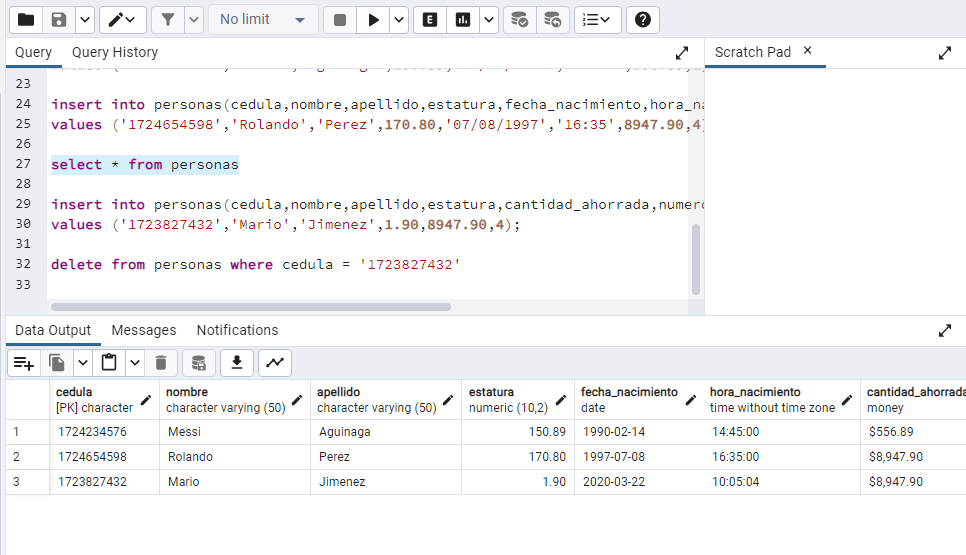 No limit
E
Query Query History
Scratch Pad ×
23
24 insert into personas(cedula,nombre,apellido,estatura,fecha_nacimiento,hora_na
25 values ('1724654598','Rolando','Perez',170.80,'07/08/1997','16:35',8947.90,4)
26
27 select * from personas
28
29 insert into personas(cedula,nombre,apellido,estatura,cantidad_ahorrada,numero
30 values ('1723827432','Mario','Jimenez',1.90,8947.90,4);
31
32 delete from personas where cedula = '1723827432'
33
Data Output Messages Notifications
cedula nombre apellido estatura fecha_nacimiento hora_nacimiento cantidad_ahorrada
[PK] character character varying (50) character varying (50) numeric (10,2) date time without time zone money
1 1724234576 Messi Aguinaga 150.89 1990-02-14 14:45:00 $556.89
2 1724654598 Rolando Perez 170.80 1997-07-08 16:35:00 $8,947.90
3 1723827432 Mario Jimenez 1.90 2020-03-22 10:05:04 $8,947.90